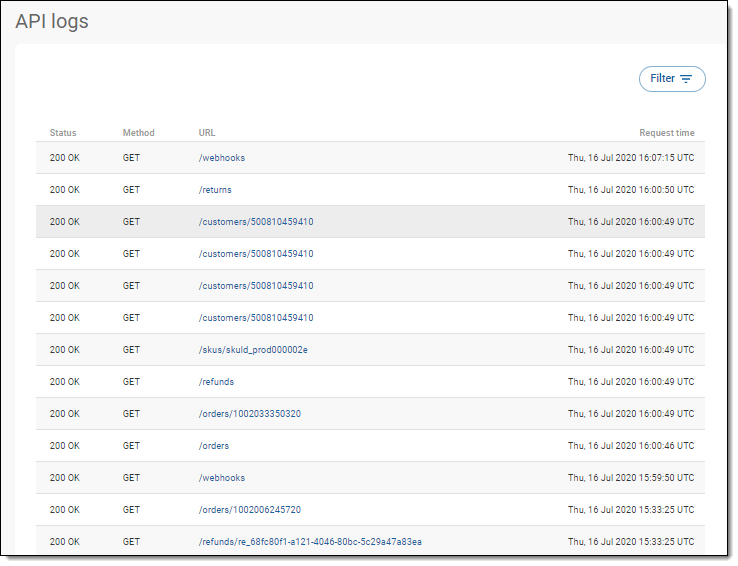 API logs
Filter
Status Method URL Request time
200 OK GET /webhooks Thu, 16 Jul 2020 16:07:15 UTC
200 OK GET /returns Thu, 16 Jul 2020 16:00:50 UTC
200 OK GET /customers/500810459410 Thu, 16 Jul 2020 16:00:49 UTC
200 OK GET /customers/500810459410 Thu, 16 Jul 2020 16:00:49 UTC
200 OK GET /customers/500810459410 Thu, 16 Jul 2020 16:00:49 UTC
200 OK GET /customers/500810459410 Thu, 16 Jul 2020 16:00:49 UTC
200 OK GET /skus/skuld_prod000002e Thu, 16 Jul 2020 16:00:49 UTC
200 OK GET /refunds Thu, 16 Jul 2020 16:00:49 UTC
200 OK GET /orders/1002033350320 Thu, 16 Jul 2020 16:00:49 UTC
200 OK GET /orders Thu, 16 Jul 2020 16:00:46 UTC
200 OK GET /webhooks Thu, 16 Jul 2020 15:59:50 UTC
200 OK GET /orders/1002006245720 Thu, 16 Jul 2020 15:33:25 UTC
200 OK GET /refunds/re_68fc80f1-a121-4046-80bc-5c29a47a83ea Thu, 16 Jul 2020 15:33:25 UTC